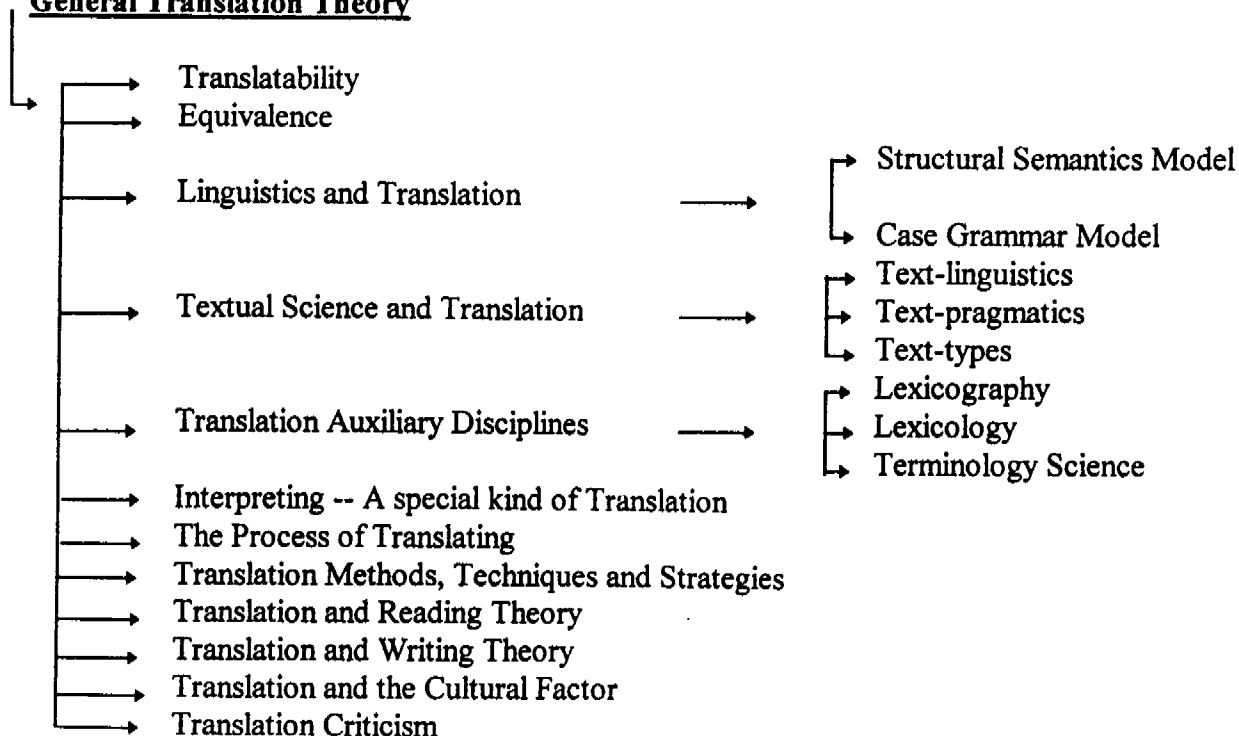 General Translation Theory
Translatability
Equivalence
Linguistics and Translation
Structural Semantics Model
Case Grammar Model
Textual Science and Translation
Text-linguistics
Text-pragmatics
Text-types
Translation Auxiliary Disciplines
Lexicography
Lexicology
Terminology Science
Interpreting -- A special kind of Translation
The Process of Translating
Translation Methods, Techniques and Strategies
Translation and Reading Theory
Translation and Writing Theory
Translation and the Cultural Factor
Translation Criticism